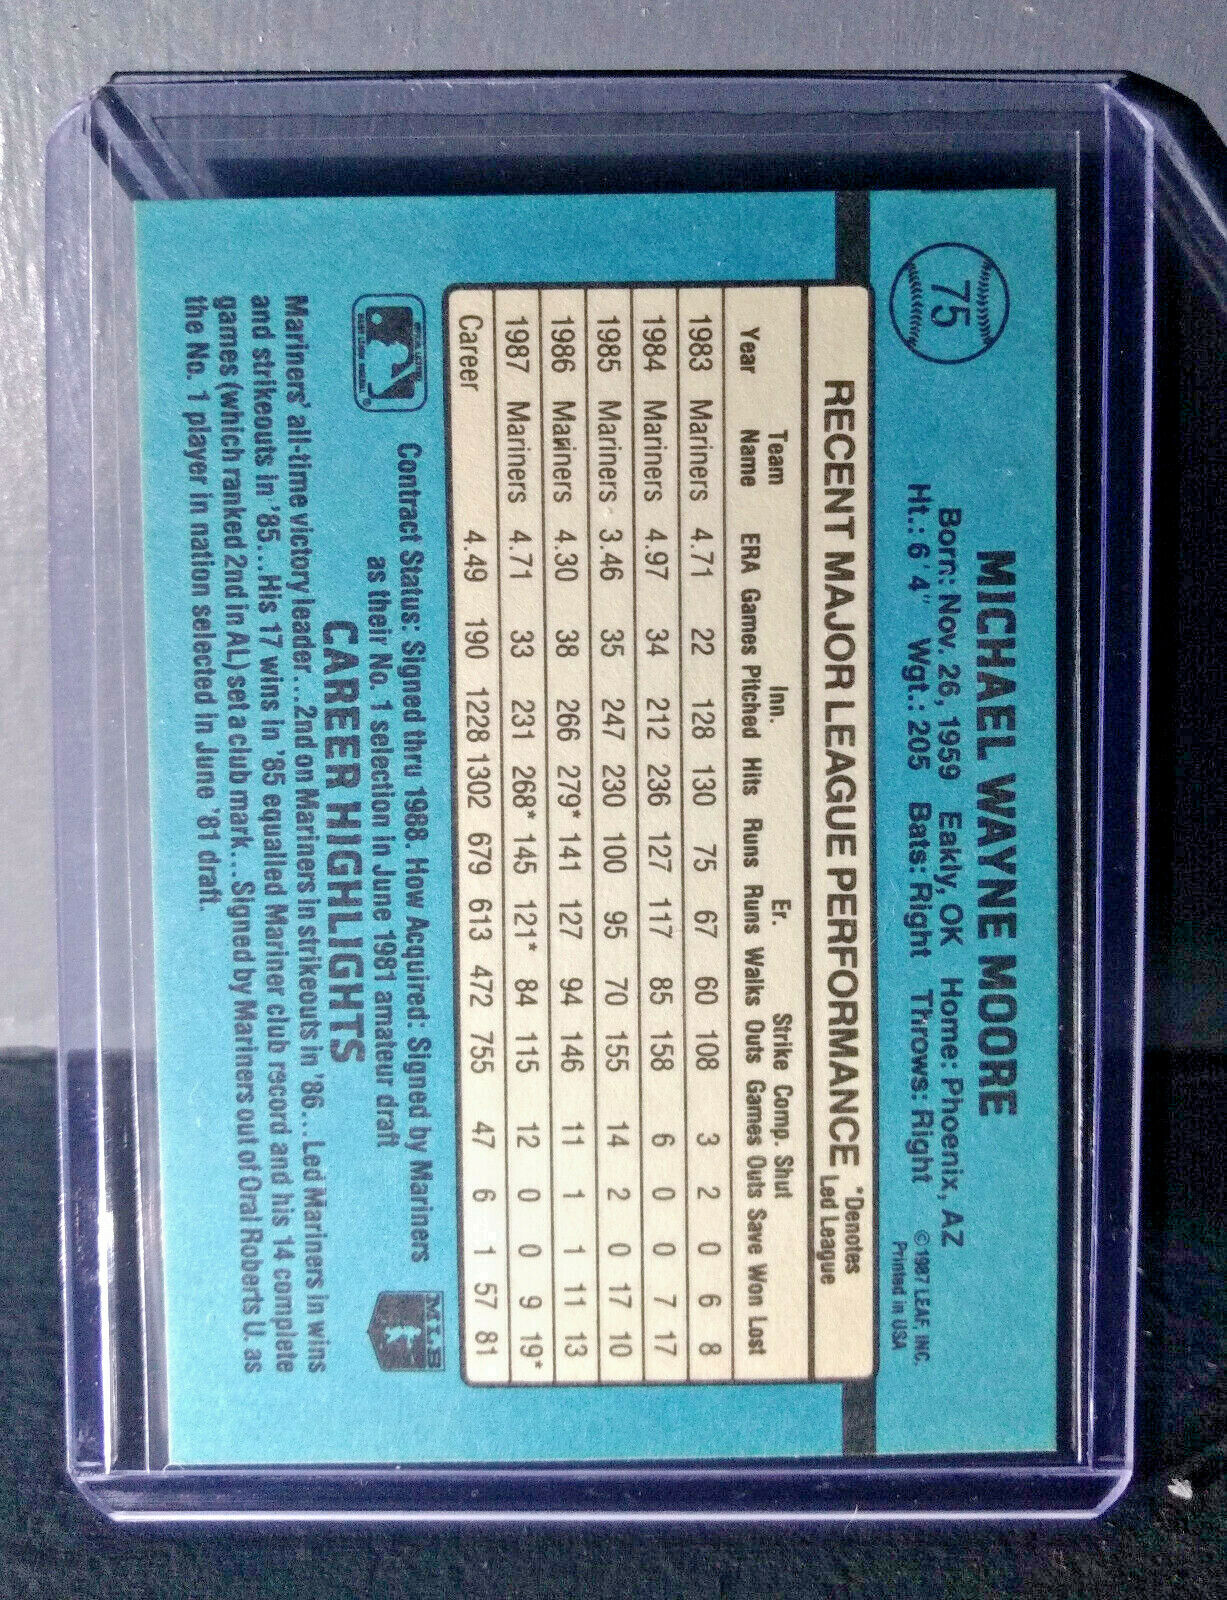 75
MICHAEL WAYNE MOORE
Born: Nov. 26, 1959 Eakly, OK Home: Phoenix, AZ
Ht.: 6'4" Wgt.: 205 Bats: Right Throws: Right
©1987 LEAF, INC.
Printed in USA
RECENT MAJOR LEAGUE PERFORMANCE *Denotes Led League
Team Inn. Er. Strike Comp. Shut
Year Name ERA Games Pitched Hits Runs Runs Walks Outs Games Outs Save Won Lost
1983 Mariners 4.71 22 128 130 75 67 60 108 3 2 0 6 8
1984 Mariners 4.97 34 212 236 127 117 85 158 6 0 0 7 17
1985 Mariners 3.46 35 247 230 100 95 70 155 14 2 0 17 10
1986 Mariners 4.30 38 266 279* 141 127 94 146 11 1 1 11 13
1987 Mariners 4.71 33 231 268* 145 121* 84 115 12 0 0 9 19*
Career 4.49 190 1228 1302 679 613 472 755 47 6 1 57 81
Contract Status: Signed thru 1988. How Acquired: Signed by Mariners
as their No. 1 selection in June 1981 amateur draft
MLB
CAREER HIGHLIGHTS
Mariners' all-time victory leader...2nd on Mariners in strikeouts in '86...Led Mariners in wins
and strikeouts in '85...His 17 wins in '85 equalled Mariner club record and his 14 complete
games (which ranked 2nd in AL) set a club mark...Signed by Mariners out of Oral Roberts U. as
the No. 1 player in nation selected in June '81 draft.